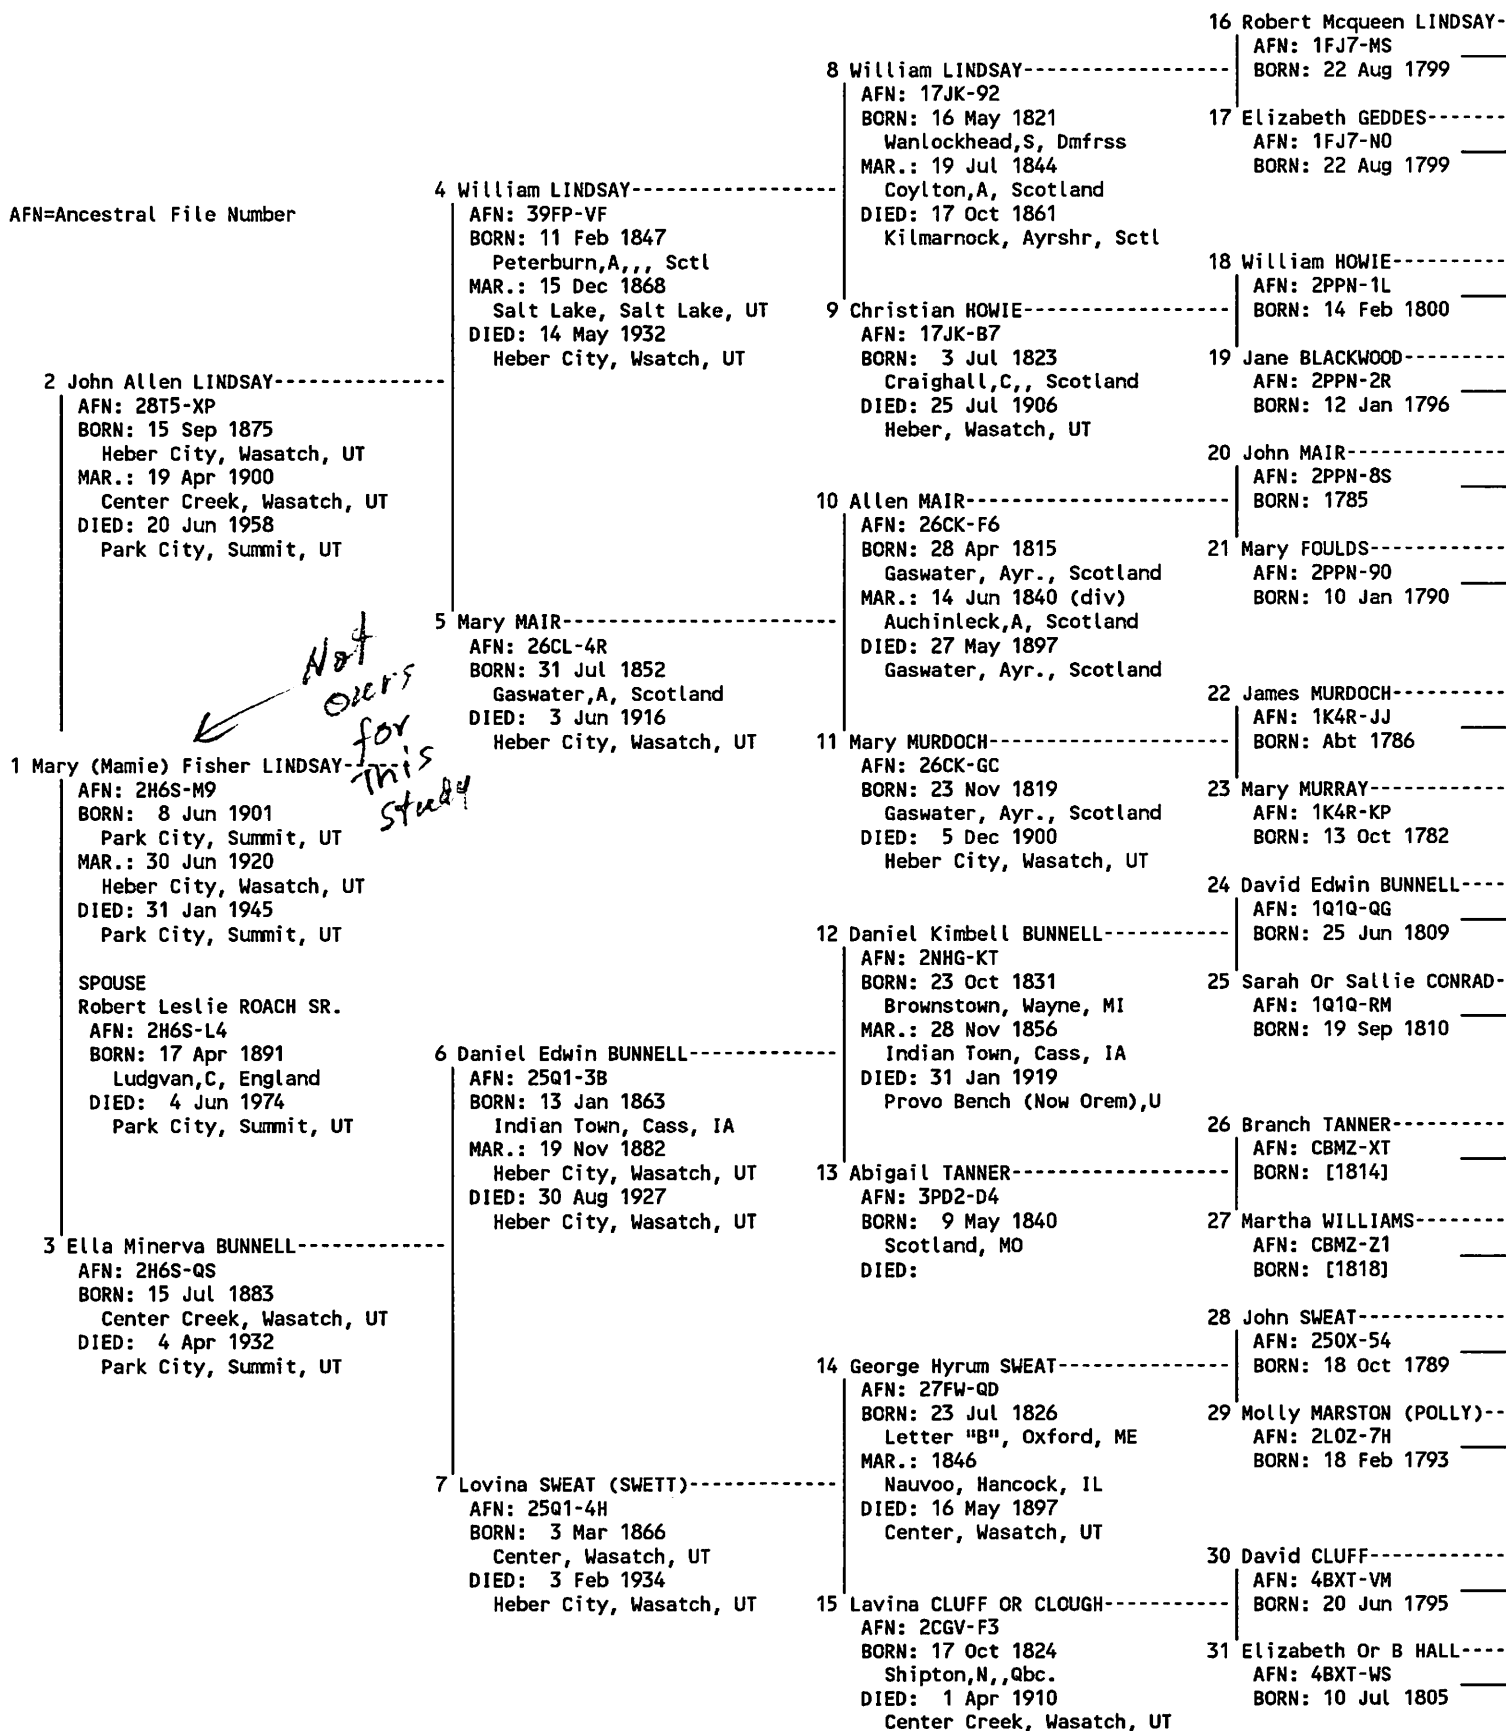 AFN=Ancestral File Number
1 Mary (Mamie) Fisher LINDSAY------
AFN: 2H6S-M9
BORN:  8 Jun 1901
Park City, Summit, UT
MAR.: 30 Jun 1920
Heber City, Wasatch, UT
DIED: 31 Jan 1945
Park City, Summit, UT
SPOUSE
Robert Leslie ROACH SR.
AFN: 2H6S-L4
BORN: 17 Apr 1891
Ludgvan,C, England
DIED:  4 Jun 1974
Park City, Summit, UT
Not
ours
for
This
study
2 John Allen LINDSAY---------------
AFN: 28T5-XP
BORN: 15 Sep 1875
Heber City, Wasatch, UT
MAR.: 19 Apr 1900
Center Creek, Wasatch, UT
DIED: 20 Jun 1958
Park City, Summit, UT
3 Ella Minerva BUNNELL-------------
AFN: 2H6S-QS
BORN: 15 Jul 1883
Center Creek, Wasatch, UT
DIED:  4 Apr 1932
Park City, Summit, UT
4 William LINDSAY------------------
AFN: 39FP-VF
BORN: 11 Feb 1847
Peterburn,A,,, Sctl
MAR.: 15 Dec 1868
Salt Lake, Salt Lake, UT
DIED: 14 May 1932
Heber City, Wsatch, UT
5 Mary MAIR------------------------
AFN: 26CL-4R
BORN: 31 Jul 1852
Gaswater,A, Scotland
DIED:  3 Jun 1916
Heber City, Wasatch, UT
6 Daniel Edwin BUNNELL-------------
AFN: 25Q1-3B
BORN: 13 Jan 1863
Indian Town, Cass, IA
MAR.: 19 Nov 1882
Heber City, Wasatch, UT
DIED: 30 Aug 1927
Heber City, Wasatch, UT
7 Lovina SWEAT (SWETT)-------------
AFN: 25Q1-4H
BORN:  3 Mar 1866
Center, Wasatch, UT
DIED:  3 Feb 1934
Heber City, Wasatch, UT
8 William LINDSAY------------------
AFN: 17JK-92
BORN: 16 May 1821
Wanlockhead,S, Dmfrss
MAR.: 19 Jul 1844
Coylton,A, Scotland
DIED: 17 Oct 1861
Kilmarnock, Ayrshr, Sctl
9 Christian HOWIE------------------
AFN: 17JK-B7
BORN:  3 Jul 1823
Craighall,C,, Scotland
DIED: 25 Jul 1906
Heber, Wasatch, UT
10 Allen MAIR-----------------------
AFN: 26CK-F6
BORN: 28 Apr 1815
Gaswater, Ayr., Scotland
MAR.: 14 Jun 1840 (div)
Auchinleck,A, Scotland
DIED: 27 May 1897
Gaswater, Ayr., Scotland
11 Mary MURDOCH---------------------
AFN: 26CK-GC
BORN: 23 Nov 1819
Gaswater, Ayr., Scotland
DIED:  5 Dec 1900
Heber City, Wasatch, UT
12 Daniel Kimbell BUNNELL-----------
AFN: 2NHG-KT
BORN: 23 Oct 1831
Brownstown, Wayne, MI
MAR.: 28 Nov 1856
Indian Town, Cass, IA
DIED: 31 Jan 1919
Provo Bench (Now Orem),U
13 Abigail TANNER-------------------
AFN: 3PD2-D4
BORN:  9 May 1840
Scotland, MO
DIED:
14 George Hyrum SWEAT---------------
AFN: 27FW-QD
BORN: 23 Jul 1826
Letter "B", Oxford, ME
MAR.: 1846
Nauvoo, Hancock, IL
DIED: 16 May 1897
Center, Wasatch, UT
15 Lavina CLUFF OR CLOUGH-----------
AFN: 2CGV-F3
BORN: 17 Oct 1824
Shipton,N,,Qbc.
DIED:  1 Apr 1910
Center Creek, Wasatch, UT
16 Robert Mcqueen LINDSAY-
AFN: 1FJ7-MS
BORN: 22 Aug 1799
17 Elizabeth GEDDES-------
AFN: 1FJ7-N0
BORN: 22 Aug 1799
18 William HOWIE----------
AFN: 2PPN-1L
BORN: 14 Feb 1800
19 Jane BLACKWOOD---------
AFN: 2PPN-2R
BORN: 12 Jan 1796
20 John MAIR--------------
AFN: 2PPN-8S
BORN: 1785
21 Mary FOULDS------------
AFN: 2PPN-90
BORN: 10 Jan 1790
22 James MURDOCH----------
AFN: 1K4R-JJ
BORN: Abt 1786
23 Mary MURRAY------------
AFN: 1K4R-KP
BORN: 13 Oct 1782
24 David Edwin BUNNELL----
AFN: 1Q1Q-QG
BORN: 25 Jun 1809
25 Sarah Or Sallie CONRAD-
AFN: 1Q1Q-RM
BORN: 19 Sep 1810
26 Branch TANNER----------
AFN: CBMZ-XT
BORN: [1814]
27 Martha WILLIAMS--------
AFN: CBMZ-Z1
BORN: [1818]
28 John SWEAT-------------
AFN: 250X-54
BORN: 18 Oct 1789
29 Molly MARSTON (POLLY)--
AFN: 2L0Z-7H
BORN: 18 Feb 1793
30 David CLUFF------------
AFN: 4BXT-VM
BORN: 20 Jun 1795
31 Elizabeth Or B HALL----
AFN: 4BXT-WS
BORN: 10 Jul 1805